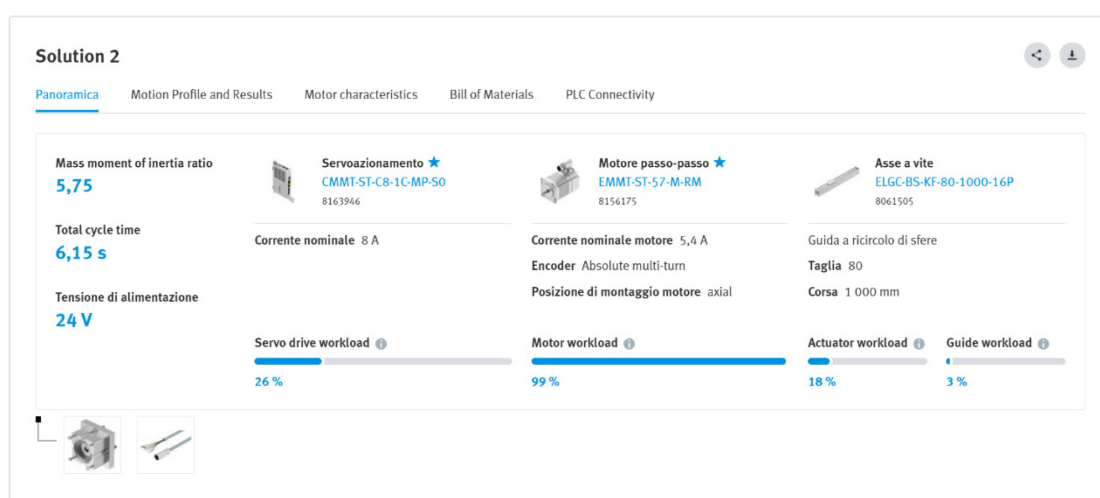 Solution 2
Panoramica
Motion Profile and Results
Motor characteristics
Bill of Materials
PLC Connectivity
Mass moment of inertia ratio
5,75
Total cycle time
6,15 s
Tensione di alimentazione
24 V
Servoazionamento
CMMT-ST-C8-1C-MP-S0
8163946
Corrente nominale 8 A
Servo drive workload
26 %
Motore passo-passo
EMMT-ST-57-M-RM
8156175
Corrente nominale motore 5,4 A
Encoder Absolute multi-turn
Posizione di montaggio motore axial
Motor workload
99 %
Asse a vite
ELGC-BS-KF-80-1000-16P
8061505
Guida a ricircolo di sfere
Taglia 80
Corsa 1 000 mm
Actuator workload
18 %
Guide workload
3 %